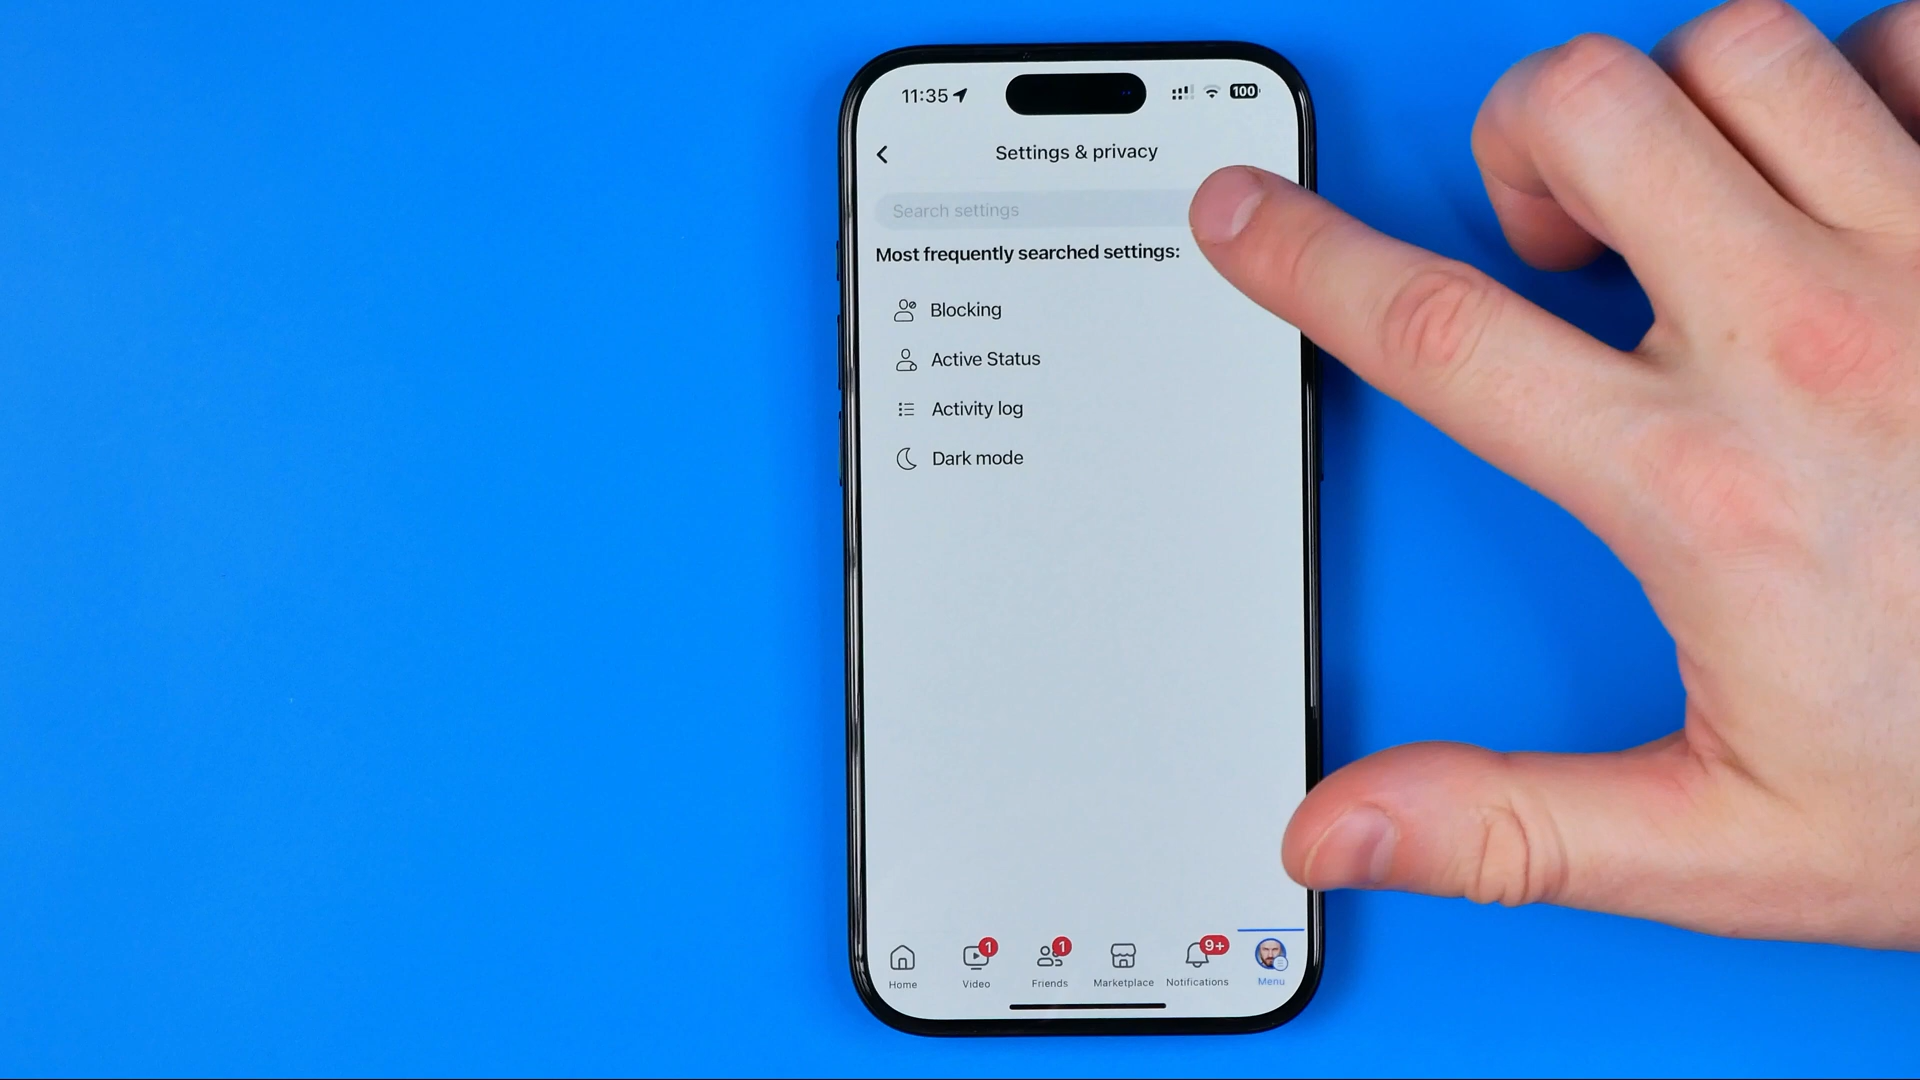 11:35
100
Settings & privacy
Search settings
Most frequently searched settings:
Blocking
Active Status
Activity log
Dark mode
1
1
9+
Home
Video
Friends
Marketplace
Notifications
Menu